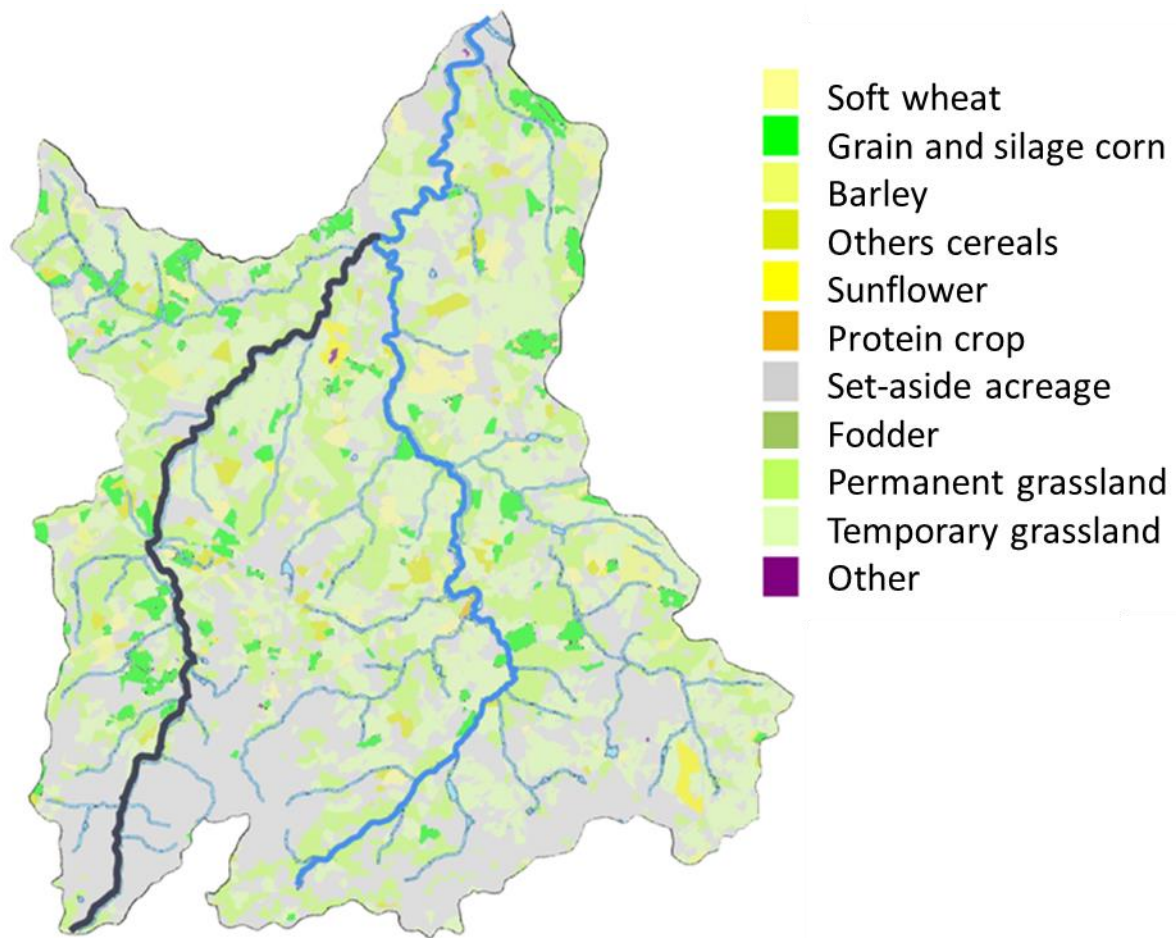 Soft wheat
Grain and silage corn
Barley
Others cereals
Sunflower
Protein crop
Set-aside acreage
Fodder
Permanent grassland
Temporary grassland
Other